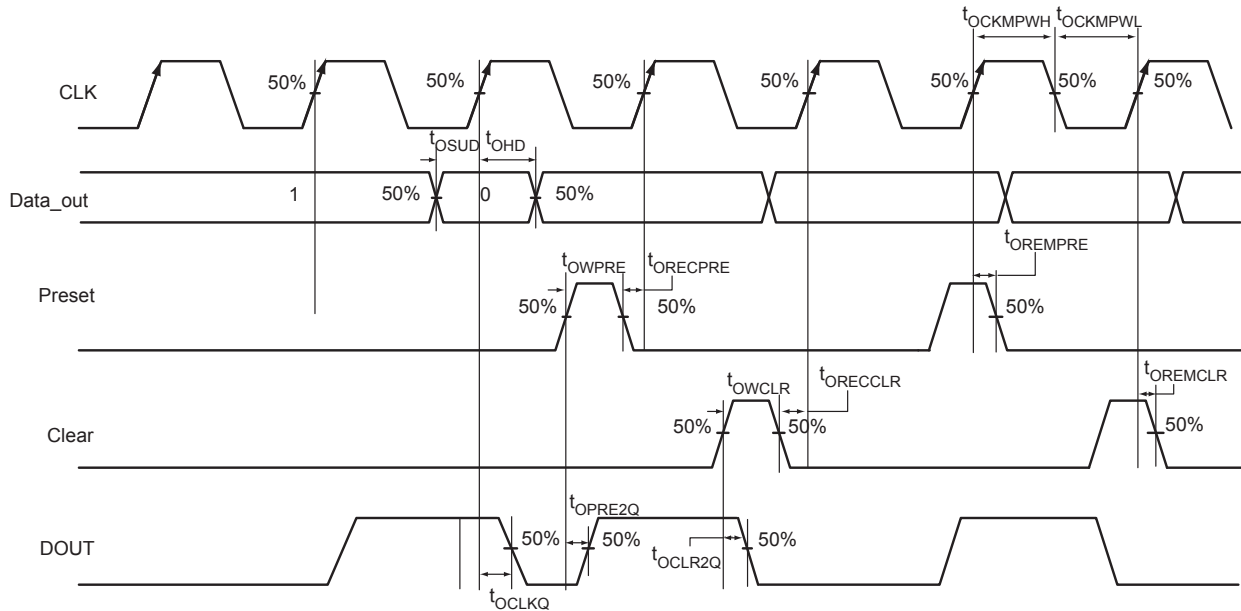 tOCKMPWH tOCKMPWL
CLK
50% 50% 50% 50% 50% 50% 50%
tOSUD tOHD
Data_out
1 50% 0 50%
tOWPRE tORECPRE tOREMPRE
Preset
50% 50% 50%
tOWCLR tORECCLR tOREMCLR
Clear
50% 50% 50%
tOPRE2Q
DOUT
50% 50% 50%
tOCLR2Q
tOCLKQ